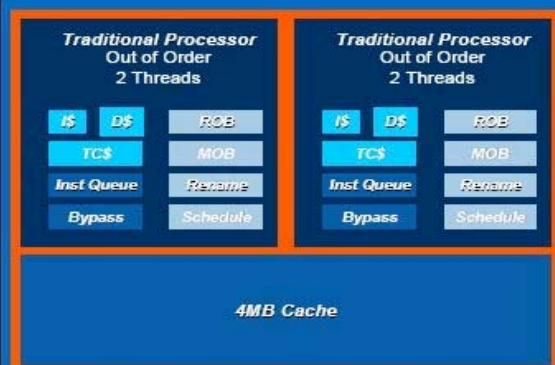 Traditional Processor
Out of Order
2 Threads
I$ D$ ROB
TC$ MOB
Inst Queue Rename
Bypass Schedule
Traditional Processor
Out of Order
2 Threads
I$ D$ ROB
TC$ MOB
Inst Queue Rename
Bypass Schedule
4MB Cache